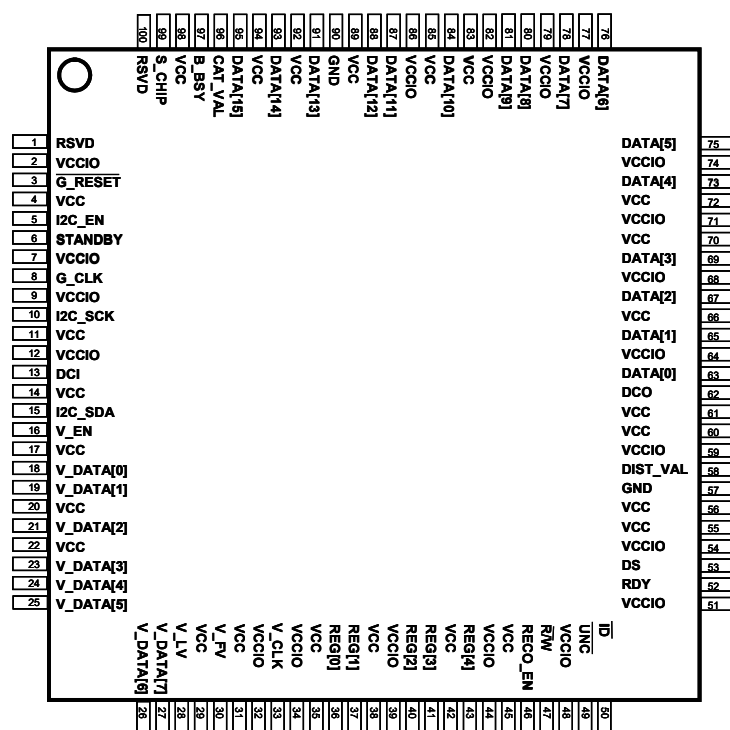 100 99 98 97 96 95 94 93 92 91 90 89 88 87 86 85 84 83 82 81 80 79 78 77 76
RSVD S_CHIP VCC B_BSY CAT_VAL DATA[15] VCC DATA[14] VCC DATA[13] GND VCC DATA[12] DATA[11] VCCIO VCC DATA[10] VCC VCCIO DATA[9] DATA[8] VCCIO DATA[7] VCCIO DATA[6]
1 RSVD DATA[5] 75
2 VCCIO VCCIO 74
3 G_RESET DATA[4] 73
4 VCC VCC 72
5 I2C_EN VCCIO 71
6 STANDBY VCC 70
7 VCCIO DATA[3] 69
8 G_CLK VCCIO 68
9 VCCIO DATA[2] 67
10 I2C_SCK VCC 66
11 VCC DATA[1] 65
12 VCCIO VCCIO 64
13 DCI DATA[0] 63
14 VCC DCO 62
15 I2C_SDA VCC 61
16 V_EN VCC 60
17 VCC VCCIO 59
18 V_DATA[0] DIST_VAL 58
19 V_DATA[1] GND 57
20 VCC VCC 56
21 V_DATA[2] VCC 55
22 VCC VCCIO 54
23 V_DATA[3] DS 53
24 V_DATA[4] RDY 52
25 V_DATA[5] VCCIO 51
V_DATA[6] V_DATA[7] V_LV VCC V_FV VCC VCCIO V_CLK VCCIO VCC REG[0] REG[1] VCC VCCIO REG[2] REG[3] VCC REG[4] VCCIO VCC RECO_EN R/W VCCIO UNC ID
26 27 28 29 30 31 32 33 34 35 36 37 38 39 40 41 42 43 44 45 46 47 48 49 50